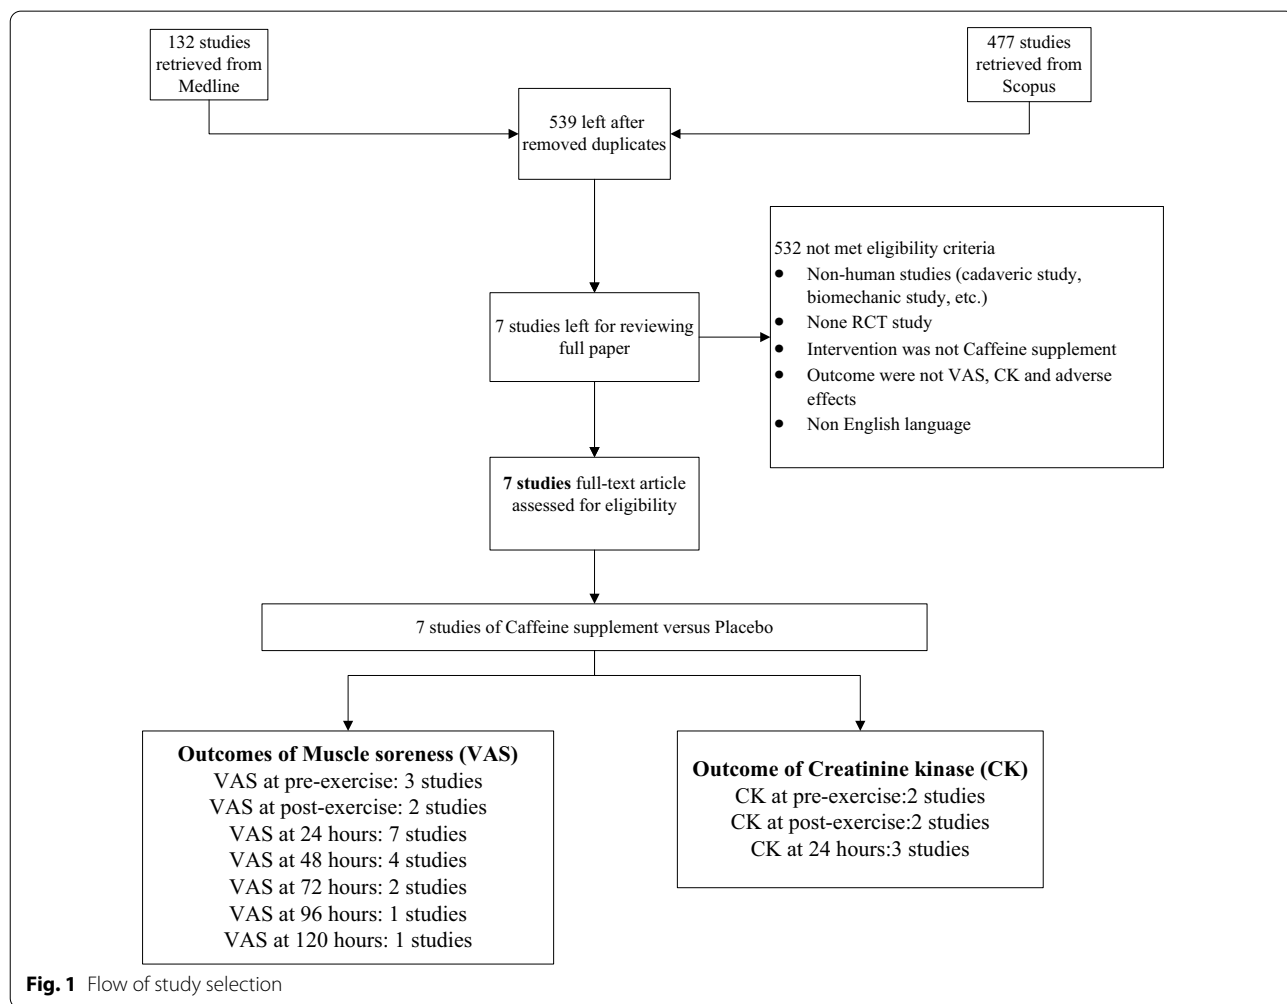 132 studies
retrieved from
Medline
477 studies
retrieved from
Scopus
539 left after
removed duplicates
532 not met eligibility criteria
● Non-human studies (cadaveric study,
biomechanic study, etc.)
● None RCT study
● Intervention was not Caffeine supplement
● Outcome were not VAS, CK and adverse
effects
● Non English language
7 studies left for reviewing
full paper
7 studies full-text article
assessed for eligibility
7 studies of Caffeine supplement versus Placebo
Outcomes of Muscle soreness (VAS)
VAS at pre-exercise: 3 studies
VAS at post-exercise: 2 studies
VAS at 24 hours: 7 studies
VAS at 48 hours: 4 studies
VAS at 72 hours: 2 studies
VAS at 96 hours: 1 studies
VAS at 120 hours: 1 studies
Outcome of Creatinine kinase (CK)
CK at pre-exercise:2 studies
CK at post-exercise:2 studies
CK at 24 hours:3 studies
Fig. 1 Flow of study selection